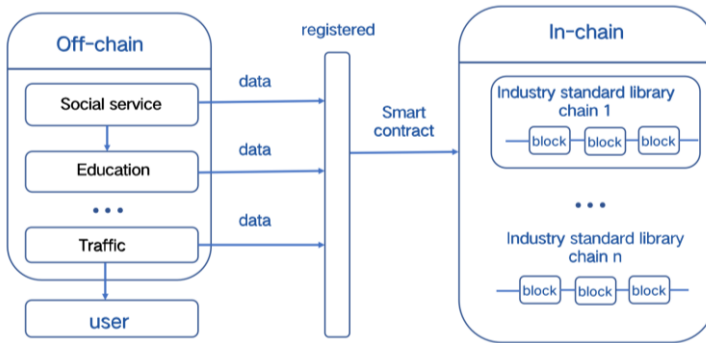 Off-chain
Social service
Education
...
Traffic
user
data
data
data
registered
Smart
contract
In-chain
Industry standard library
chain 1
block block block
...
Industry standard library
chain n
block block block